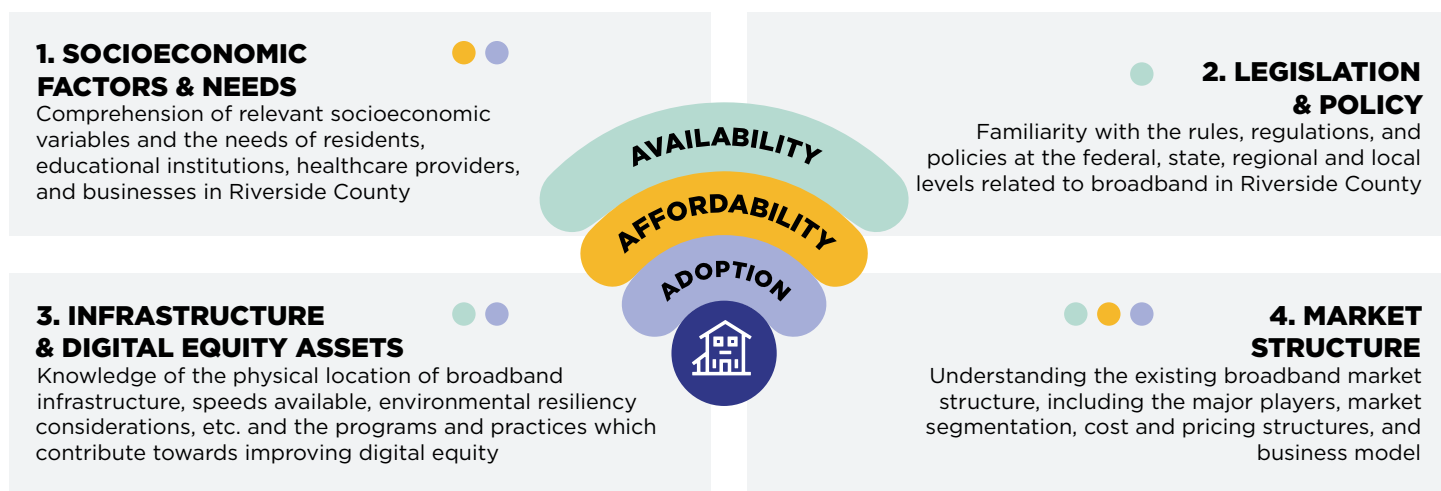 1. SOCIOECONOMIC
FACTORS & NEEDS
Comprehension of relevant socioeconomic
variables and the needs of residents,
educational institutions, healthcare providers,
and businesses in Riverside County
2. LEGISLATION
& POLICY
Familiarity with the rules, regulations, and
policies at the federal, state, regional and local
levels related to broadband in Riverside County
AVAILABILITY
AFFORDABILITY
ADOPTION
3. INFRASTRUCTURE
& DIGITAL EQUITY ASSETS
Knowledge of the physical location of broadband
infrastructure, speeds available, environmental resiliency
considerations, etc. and the programs and practices which
contribute towards improving digital equity
4. MARKET
STRUCTURE
Understanding the existing broadband market
structure, including the major players, market
segmentation, cost and pricing structures, and
business model